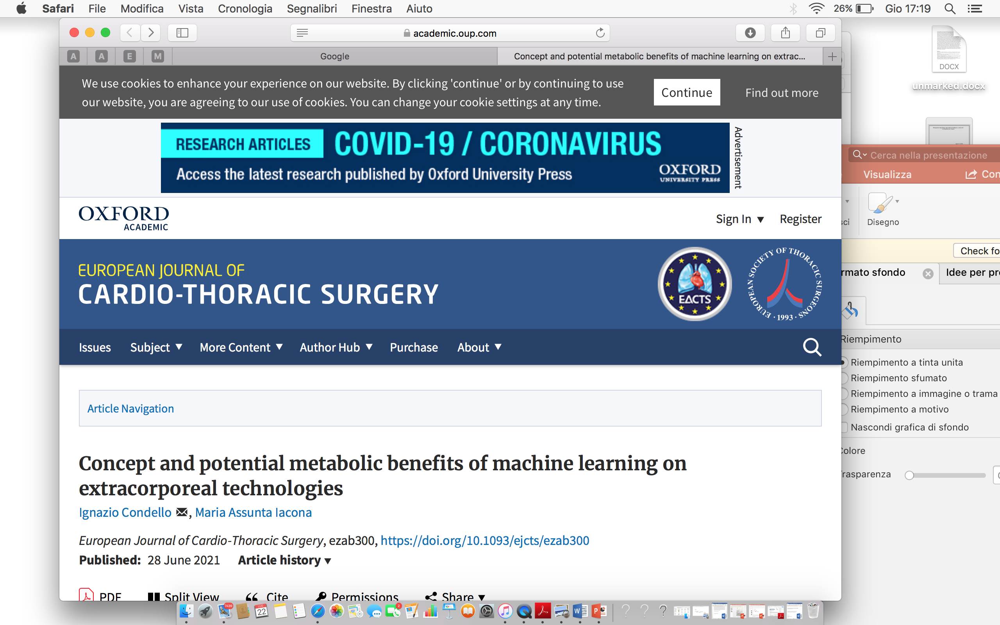 Safari File Modifica Vista Cronologia Segnalibri Finestra Aiuto 26% Gio 17:19
academic.oup.com
A A E M Google Concept and potential metabolic benefits of machine learning on extrac...
We use cookies to enhance your experience on our website. By clicking 'continue' or by continuing to use
our website, you are agreeing to our use of cookies. You can change your cookie settings at any time.
Continue Find out more
RESEARCH ARTICLES COVID-19 / CORONAVIRUS
Access the latest research published by Oxford University Press
OXFORD
UNIVERSITY PRESS
Advertisement
OXFORD
ACADEMIC
Sign In ▼ Register
EUROPEAN JOURNAL OF
CARDIO-THORACIC SURGERY
EACTS
EUROPEAN SOCIETY OF THORACIC SURGEONS · 1993 ·
Issues Subject ▼ More Content ▼ Author Hub ▼ Purchase About ▼
Article Navigation
Concept and potential metabolic benefits of machine learning on
extracorporeal technologies
Ignazio Condello , Maria Assunta Iacona
European Journal of Cardio-Thoracic Surgery, ezab300, https://doi.org/10.1093/ejcts/ezab300
Published: 28 June 2021 Article history ▼
PDF Split View Cite Permissions Share ▼
DOCX
unmarked.docx
Cerca nella presentazione
Visualizza Con
sci Disegno
Check fo
rmato sfondo Idee per pr
Riempimento
Riempimento a tinta unita
Riempimento sfumato
Riempimento a immagine o trama
Riempimento a motivo
Nascondi grafica di sfondo
Colore
Trasparenza
7439
LUG
22
2